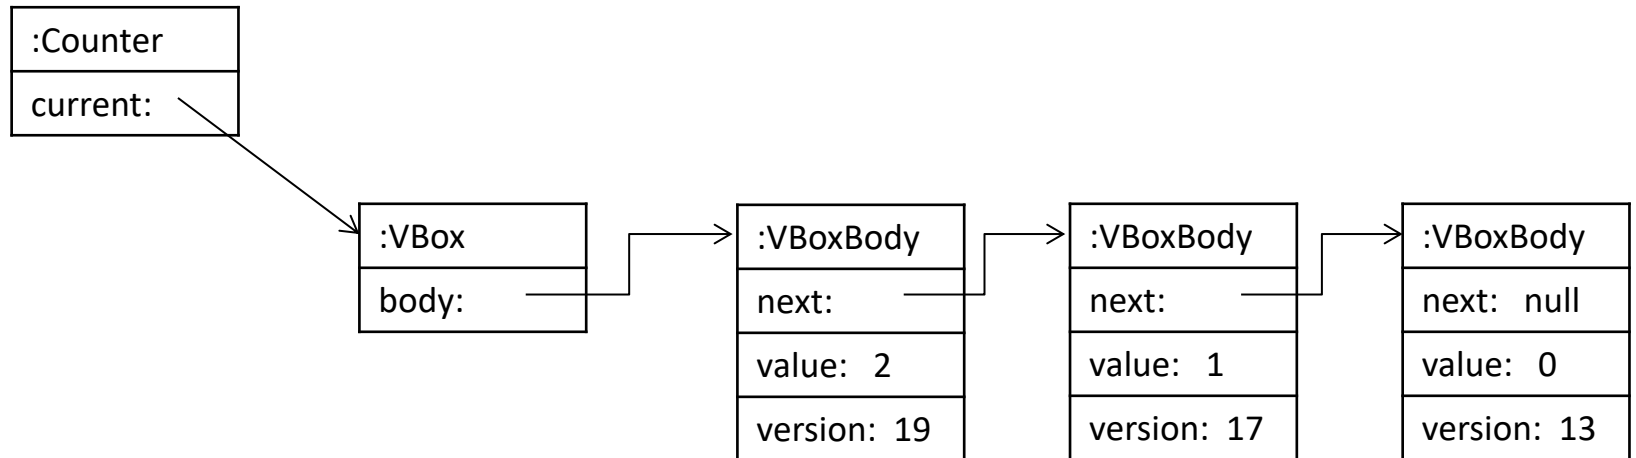 :Counter
current:
:VBox
body:
:VBoxBody
next:
value: 2
version: 19
:VBoxBody
next:
value: 1
version: 17
:VBoxBody
next: null
value: 0
version: 13